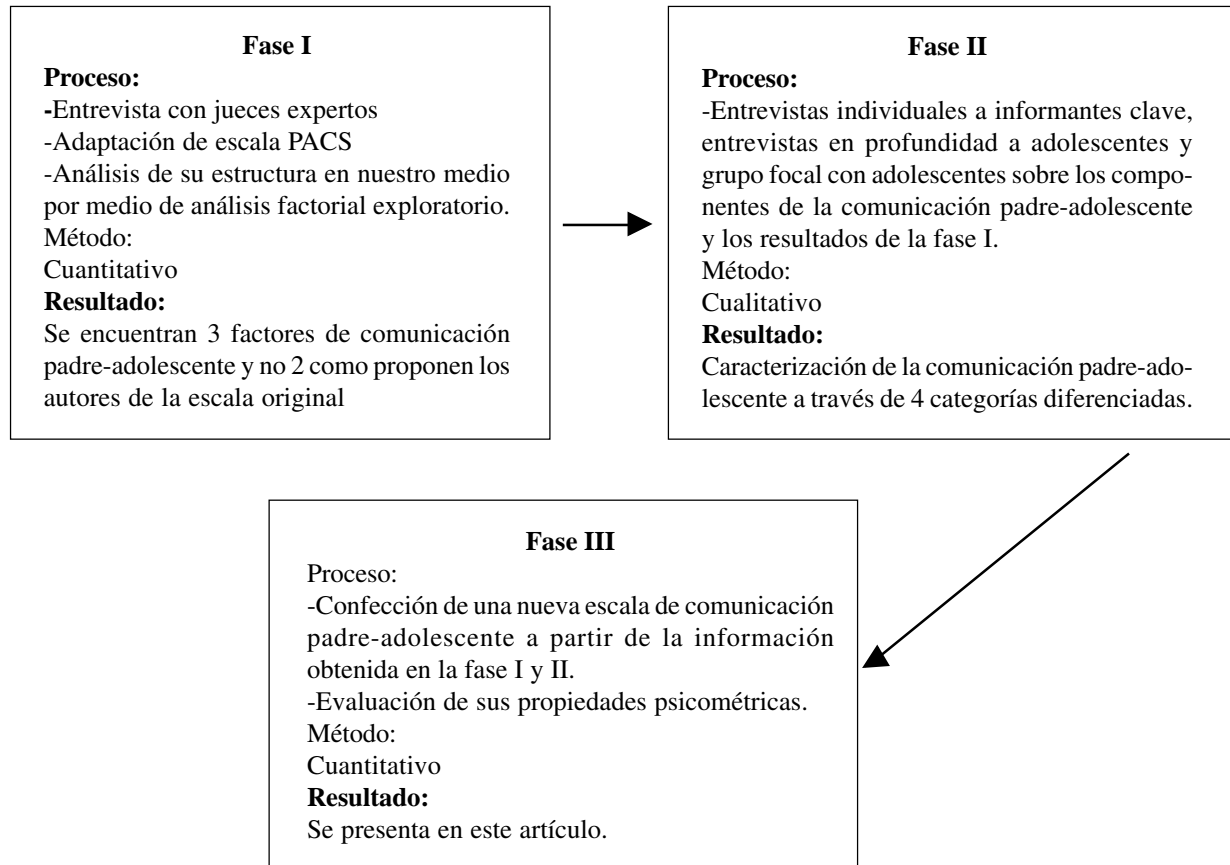 Fase I
Proceso:
-Entrevista con jueces expertos
-Adaptación de escala PACS
-Análisis de su estructura en nuestro medio
por medio de análisis factorial exploratorio.
Método:
Cuantitativo
Resultado:
Se encuentran 3 factores de comunicación
padre-adolescente y no 2 como proponen los
autores de la escala original
Fase II
Proceso:
-Entrevistas individuales a informantes clave,
entrevistas en profundidad a adolescentes y
grupo focal con adolescentes sobre los compo-
nentes de la comunicación padre-adolescente
y los resultados de la fase I.
Método:
Cualitativo
Resultado:
Caracterización de la comunicación padre-ado-
lescente a través de 4 categorías diferenciadas.
Fase III
Proceso:
-Confección de una nueva escala de comunicación
padre-adolescente a partir de la información
obtenida en la fase I y II.
-Evaluación de sus propiedades psicométricas.
Método:
Cuantitativo
Resultado:
Se presenta en este artículo.